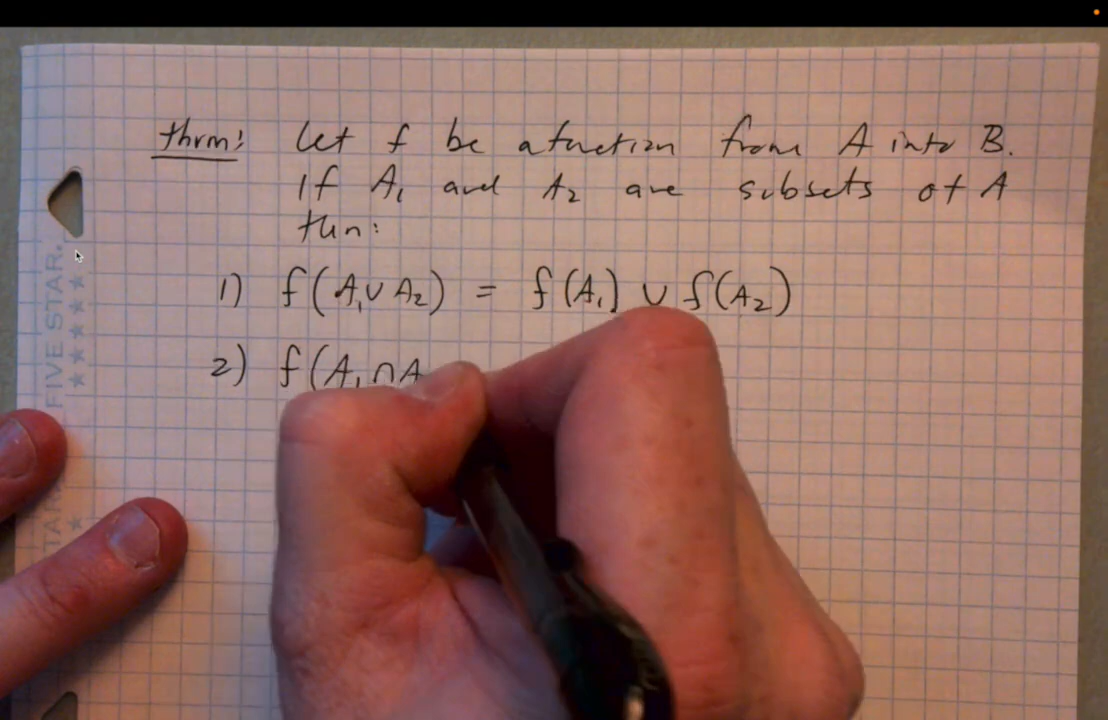 thrm: let f be a function from A into B.
If A₁ and A₂ are subsets of A
then:
1) f(A₁∪A₂) = f(A₁) ∪ f(A₂)
2) f(A₁∩A
FIVE STAR.